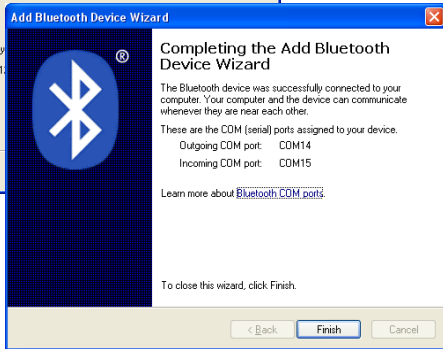 Add Bluetooth Device Wizard
®
Completing the Add Bluetooth
Device Wizard
The Bluetooth device was successfully connected to your
computer. Your computer and the device can communicate
whenever they are near each other.
These are the COM (serial) ports assigned to your device.
Outgoing COM port: COM14
Incoming COM port: COM15
Learn more about Bluetooth COM ports.
To close this wizard, click Finish.
< Back Finish Cancel